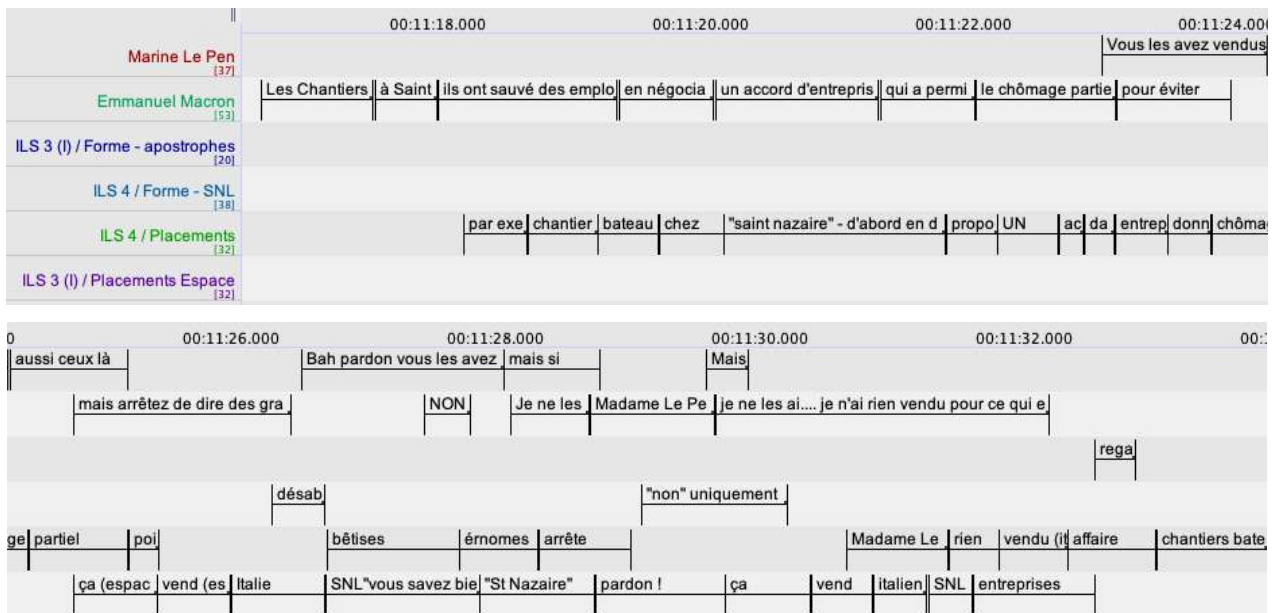 00:11:18.000 00:11:20.000 00:11:22.000 00:11:24.00
Marine Le Pen Vous les avez vendus
[37]
Emmanuel Macron Les Chantiers à Saint ils ont sauvé des emplo en négocia un accord d'entrepris qui a permi le chômage partie pour éviter
[53]
ILS 3 (I) / Forme - apostrophes
[20]
ILS 4 / Forme - SNL
[38]
ILS 4 / Placements par exe chantier bateau chez "saint nazaire" - d'abord en d propo UN ac da entrep donn chôma
[32]
ILS 3 (I) / Placements Espace
[32]
0 00:11:26.000 00:11:28.000 00:11:30.000 00:11:32.000 00:
aussi ceux là Bah pardon vous les avez mais si Mais
mais arrêtez de dire des gra NON Je ne les Madame Le Pe je ne les ai.... je n'ai rien vendu pour ce qui e
rega
désab "non" uniquement
ge partiel poi bêtises érnomes arrête Madame Le rien vendu (it affaire chantiers bate
ça (espac vend (es Italie SNL"vous savez bie "St Nazaire" pardon ! ça vend italien SNL entreprises